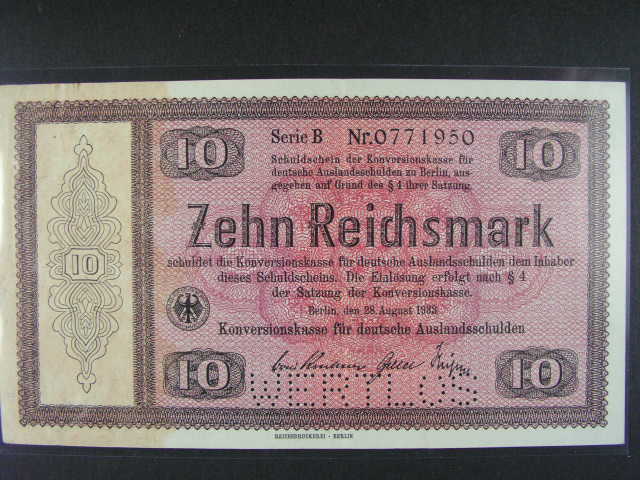 10 Serie B Nr.0771950 10
Schuldschein der Konversionskasse für
deutsche Auslandsschulden zu Berlin, aus-
gegeben auf Grund des § 4 ihrer Satzung.
Zehn Reichsmark
schuldet die Konversionskasse für deutsche Auslandsschulden dem Inhaber
dieses Schuldscheins. Die Einlösung erfolgt nach § 4
der Satzung der Konversionskasse.
Berlin, den 28. August 1933
Konversionskasse für deutsche Auslandsschulden
10
10 10
WERTLOS
REICHSDRUCKEREI · BERLIN